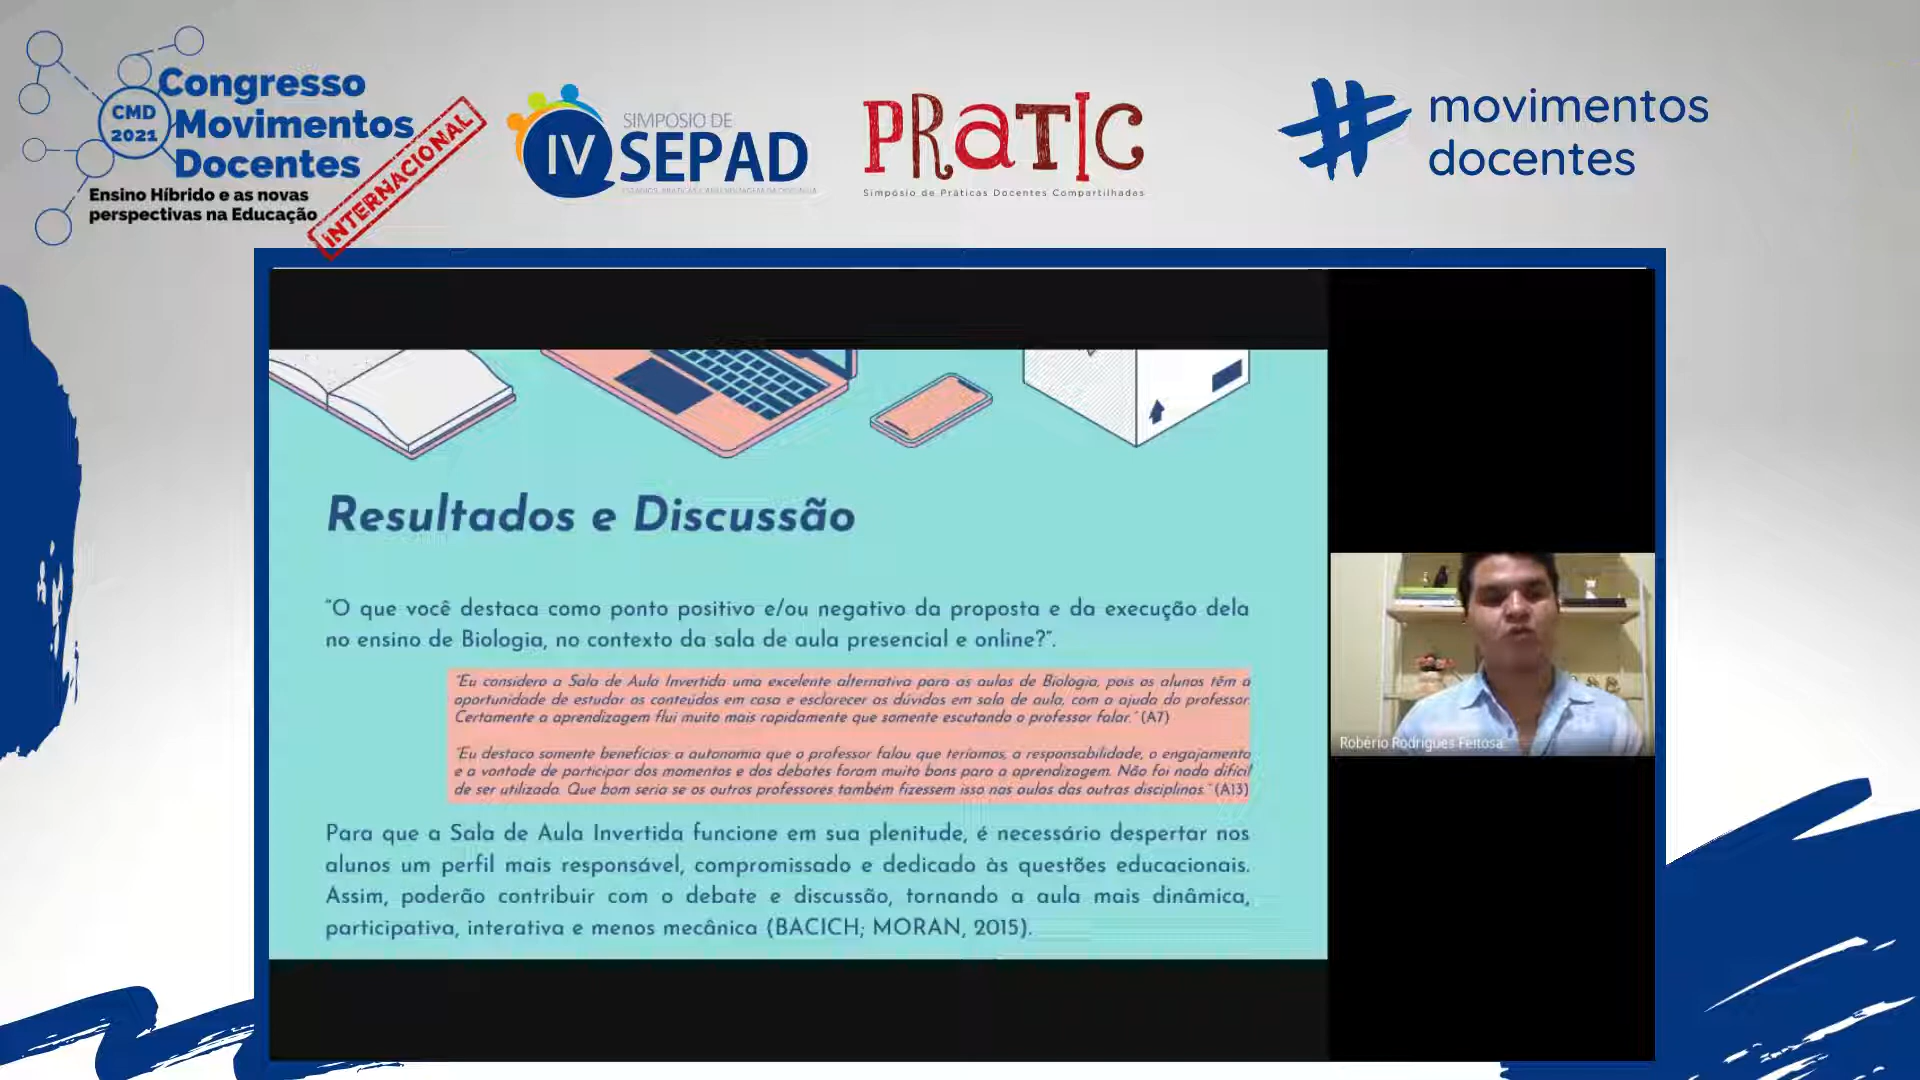 Congresso
Movimentos
Docentes
CMD
2021
Ensino Híbrido e as novas
perspectivas na Educação
INTERNACIONAL
IV
SIMPÓSIO DE
SEPAD
PRATIC
Simpósio de Práticas Docentes Compartilhadas
# movimentos
docentes
Resultados e Discussão
"O que você destaca como ponto positivo e/ou negativo da proposta e da execução dela
no ensino de Biologia, no contexto da sala de aula presencial e online?".
"Eu considero a Sala de Aula Invertida uma excelente alternativa para as aulas de Biologia, pois os alunos têm a
oportunidade de estudar os conteúdos em casa e esclarecer as dúvidas em sala de aula, com a ajuda do professor.
Certamente a aprendizagem flui muito mais rapidamente que somente escutando o professor falar." (A7)
"Eu destaco somente benefícios: a autonomia que o professor falou que teríamos, a responsabilidade, o engajamento
e a vontade de participar dos momentos e dos debates foram muito bons para a aprendizagem. Não foi nada difícil
de ser utilizada. Que bom seria se os outros professores também fizessem isso nas aulas das outras disciplinas." (A13)
Para que a Sala de Aula Invertida funcione em sua plenitude, é necessário despertar nos
alunos um perfil mais responsável, compromissado e dedicado às questões educacionais.
Assim, poderão contribuir com o debate e discussão, tornando a aula mais dinâmica,
participativa, interativa e menos mecânica (BACICH; MORAN, 2015).
Robério Rodrigues Feitosa